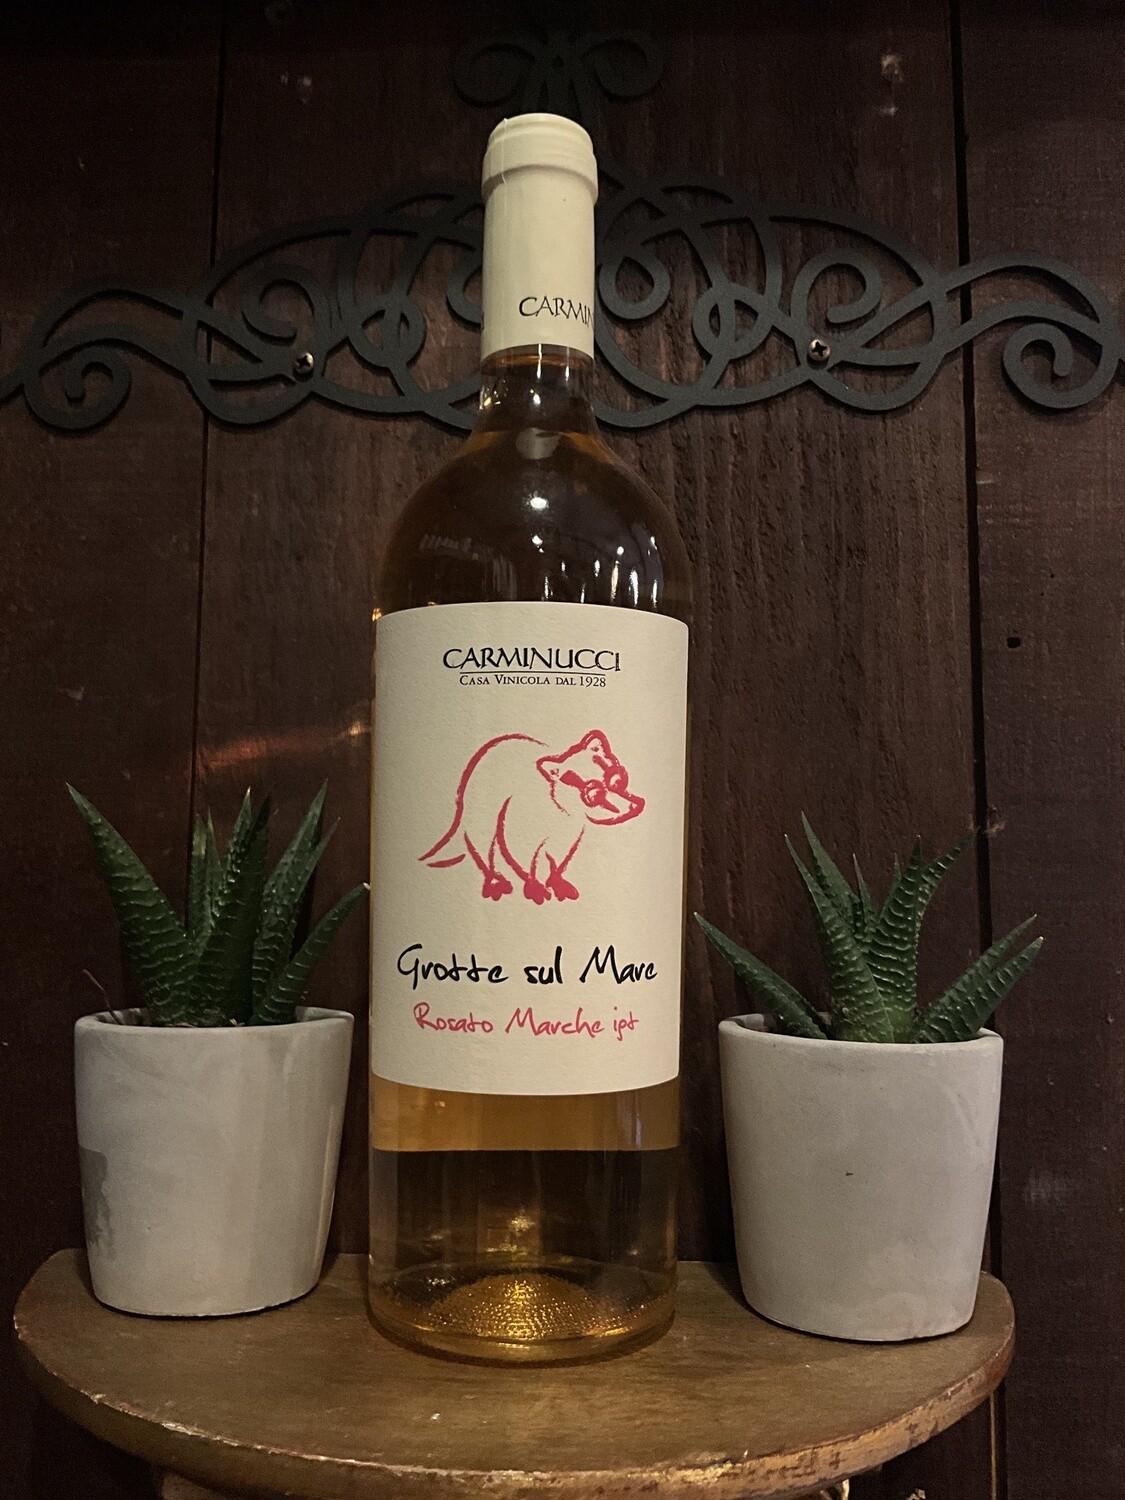 CARMIN
CARMINUCCI
CASA VINICOLA DAL 1928
Grotte sul Mare
Rosato Marche igt